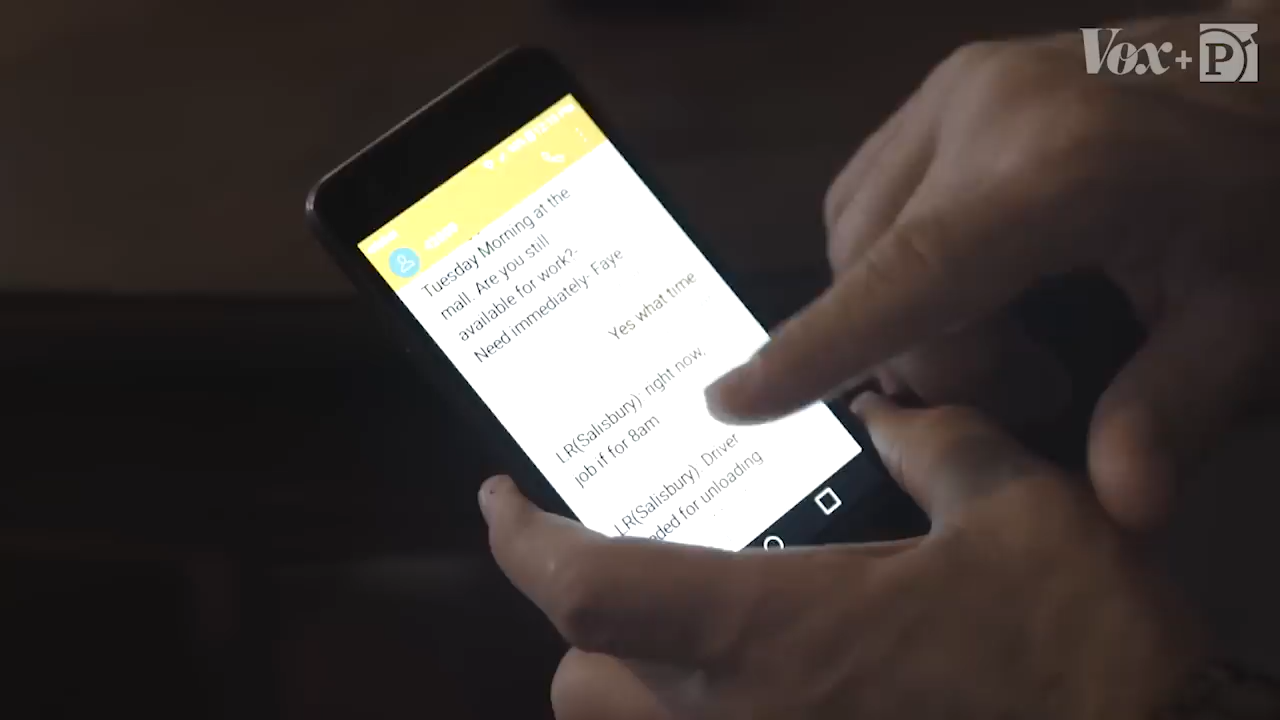 Vox+P
Tuesday Morning at the
mall. Are you still
available for work?-
Need immediately- Faye
Yes what time
LR(Salisbury) right now,
job if for 8am
LR(Salisbury). Driver
eded for unloading